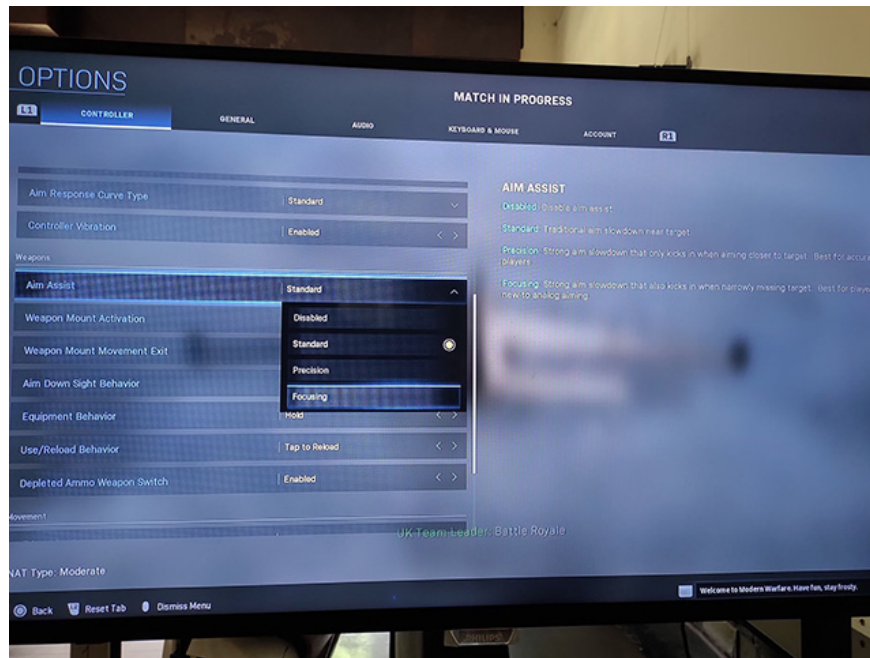 OPTIONS
MATCH IN PROGRESS
L1
CONTROLLER
GENERAL
AUDIO
KEYBOARD & MOUSE
ACCOUNT
R1
Aim Response Curve Type
Standard
Controller Vibration
Enabled
Weapons
Aim Assist
Standard
Disabled
Standard
Precision
Focusing
Weapon Mount Activation
Weapon Mount Movement Exit
Aim Down Sight Behavior
Equipment Behavior
Hold
Use/Reload Behavior
Tap to Reload
Depleted Ammo Weapon Switch
Enabled
Movement
AIM ASSIST
Disabled: Disable aim assist.
Standard: Traditional aim slowdown near target.
Precision: Strong aim slowdown that only kicks in when aiming closer to target. Best for accura
players.
Focusing: Strong aim slowdown that also kicks in when narrowly missing target. Best for playe
new to analog aiming.
UK Team Leader: Battle Royale
NAT Type: Moderate
Welcome to Modern Warfare. Have fun, stay frosty.
Back
Reset Tab
Dismiss Menu
PHILIPS